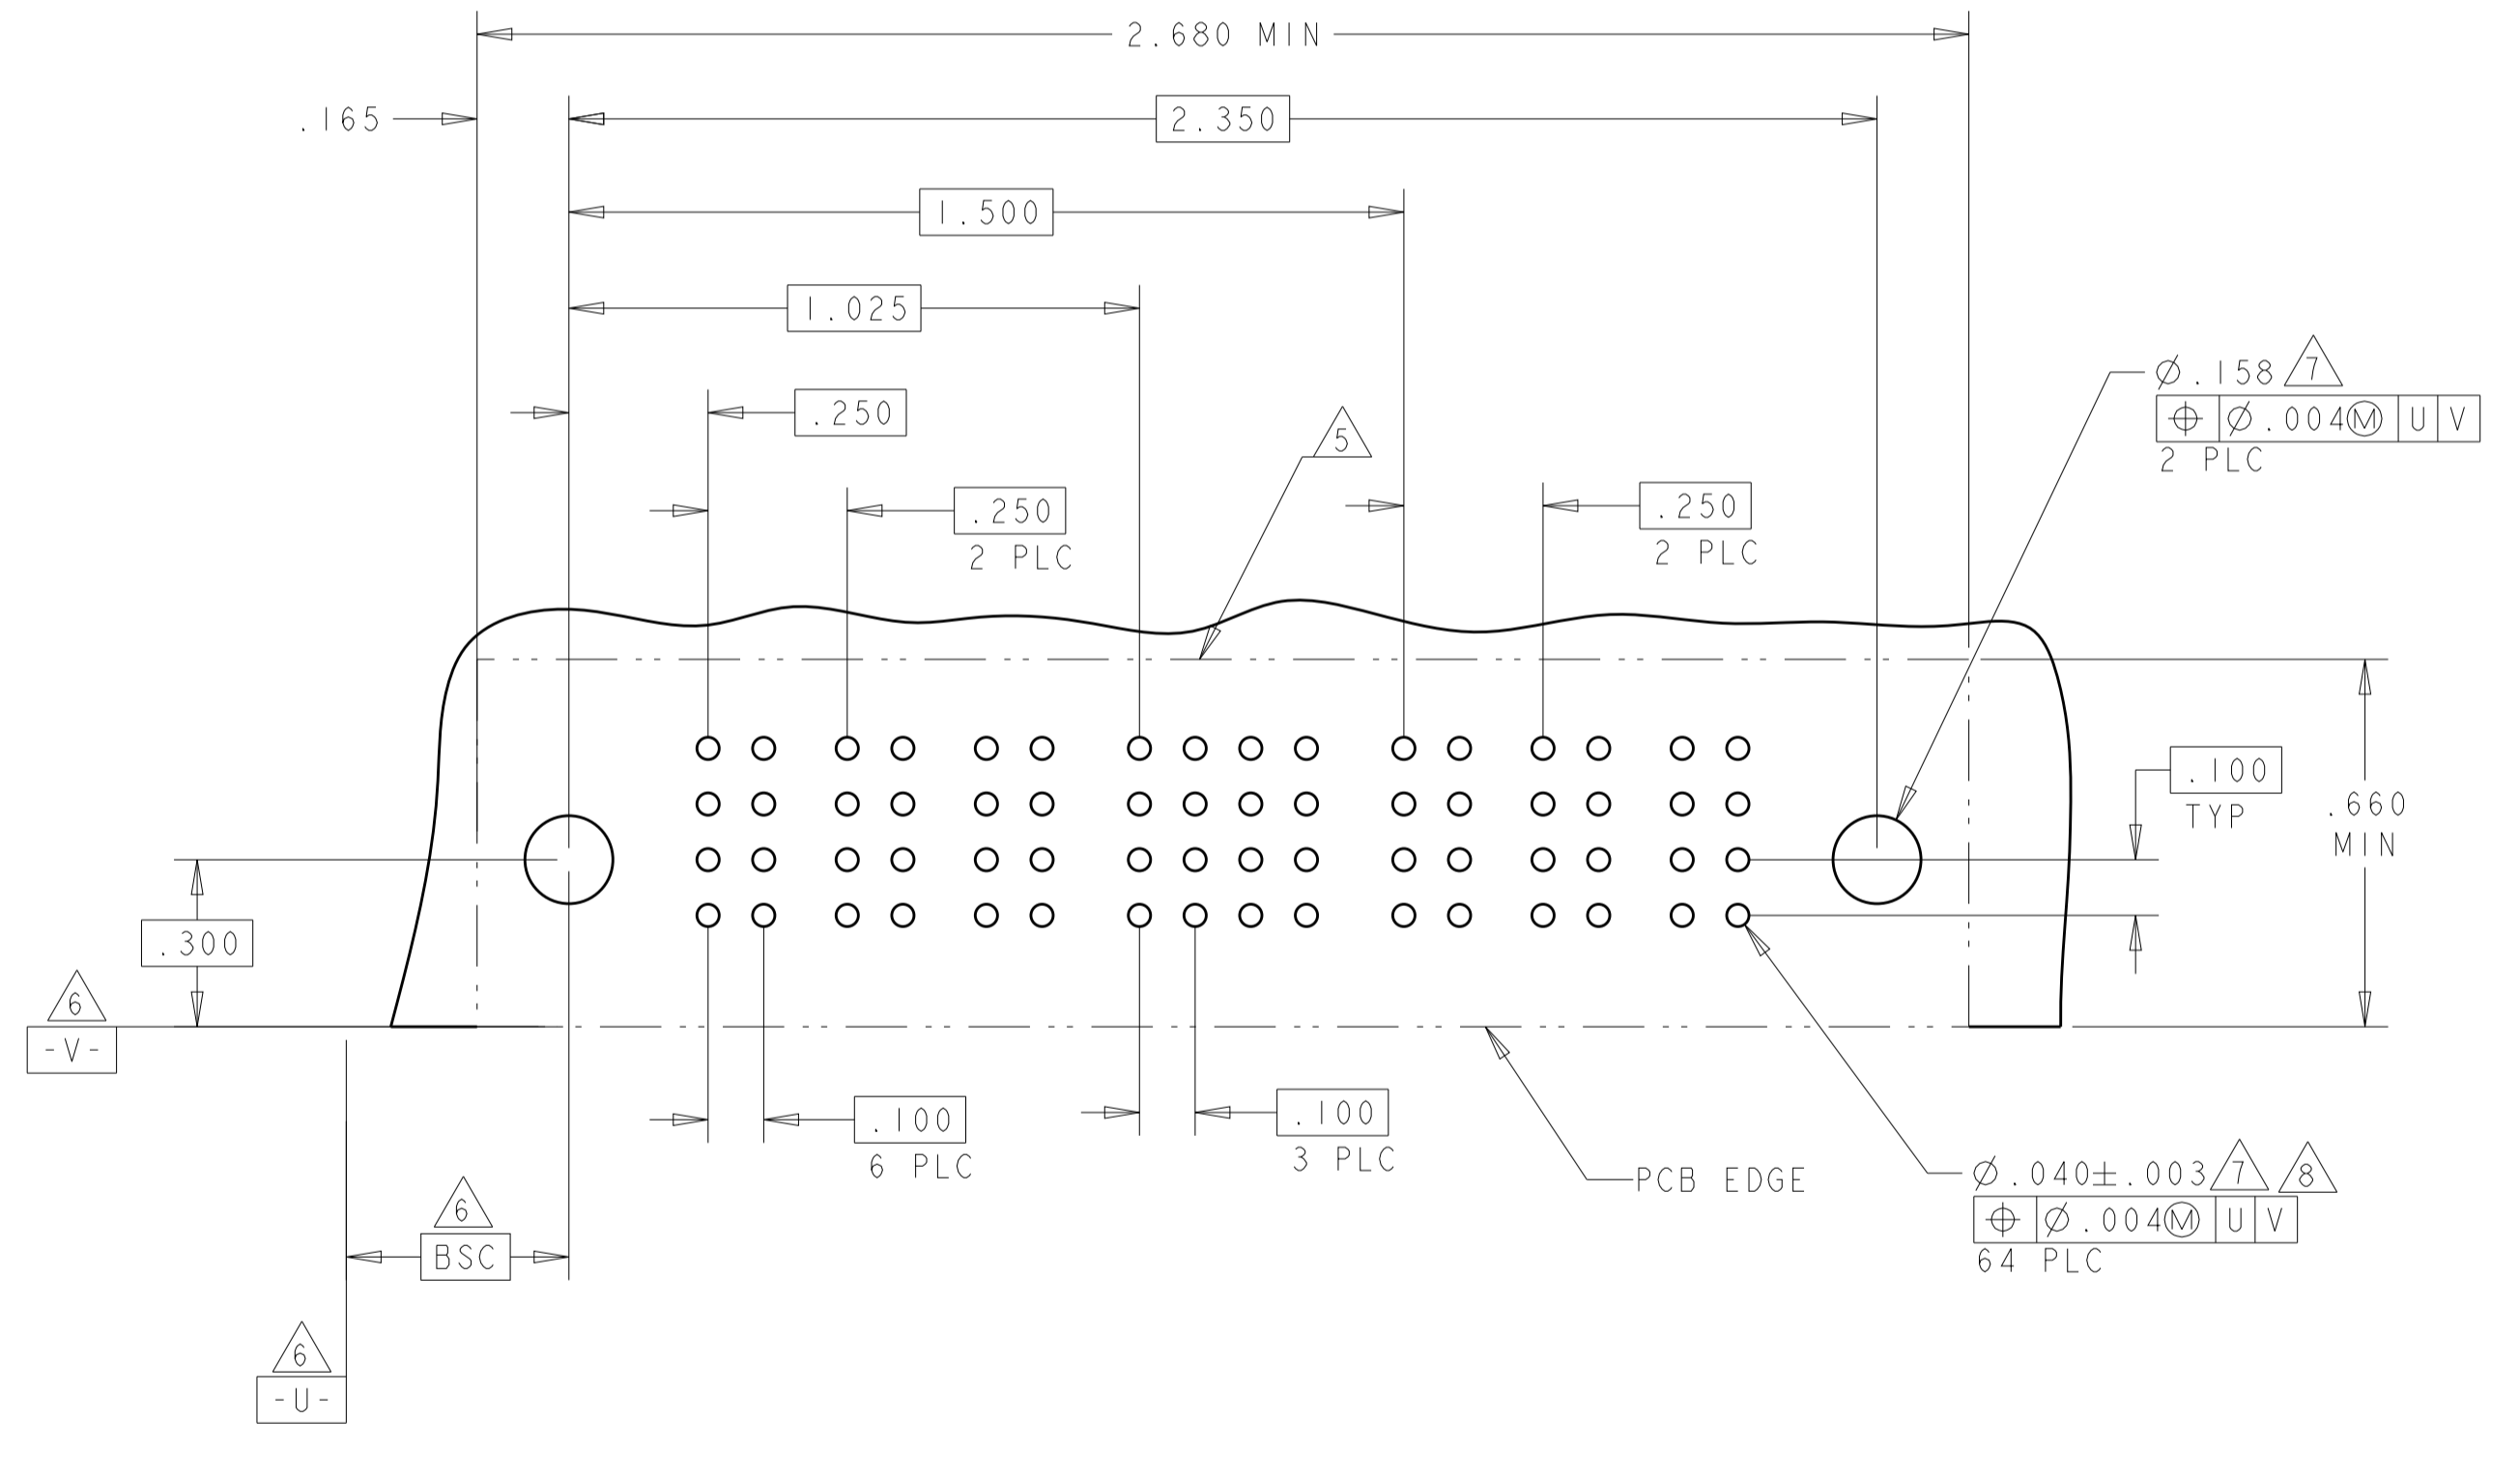 2.680 MIN
.165
2.350
1.500
1.025
.250
.250
2 PLC
5
.250
2 PLC
⌀.158 7
⌖ ⌀.004Ⓜ U V
2 PLC
.100
TYP
.660
MIN
.300
6
-V-
.100
6 PLC
.100
3 PLC
PCB EDGE
⌀.040±.003 7 8
⌖ ⌀.004Ⓜ U V
64 PLC
6
BSC
6
-U-